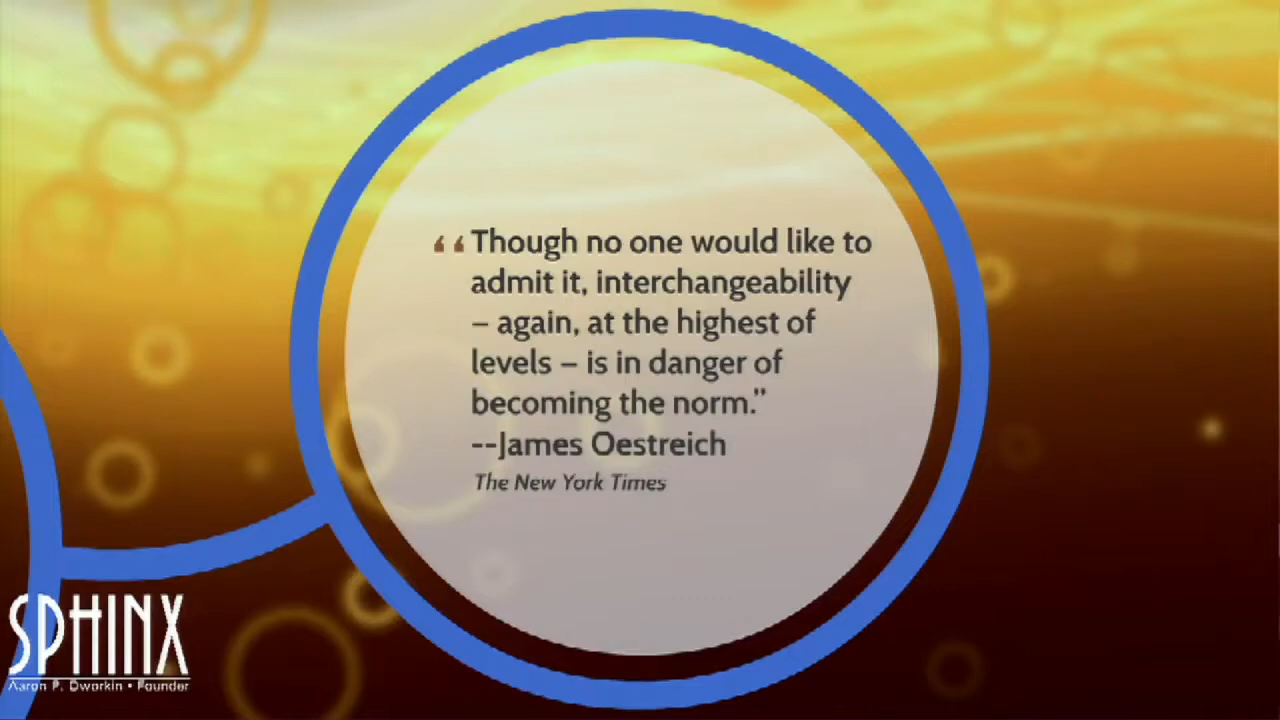 “Though no one would like to
admit it, interchangeability
– again, at the highest of
levels – is in danger of
becoming the norm.”
--James Oestreich
The New York Times
SPHINX
Aaron P. Dworkin • Founder